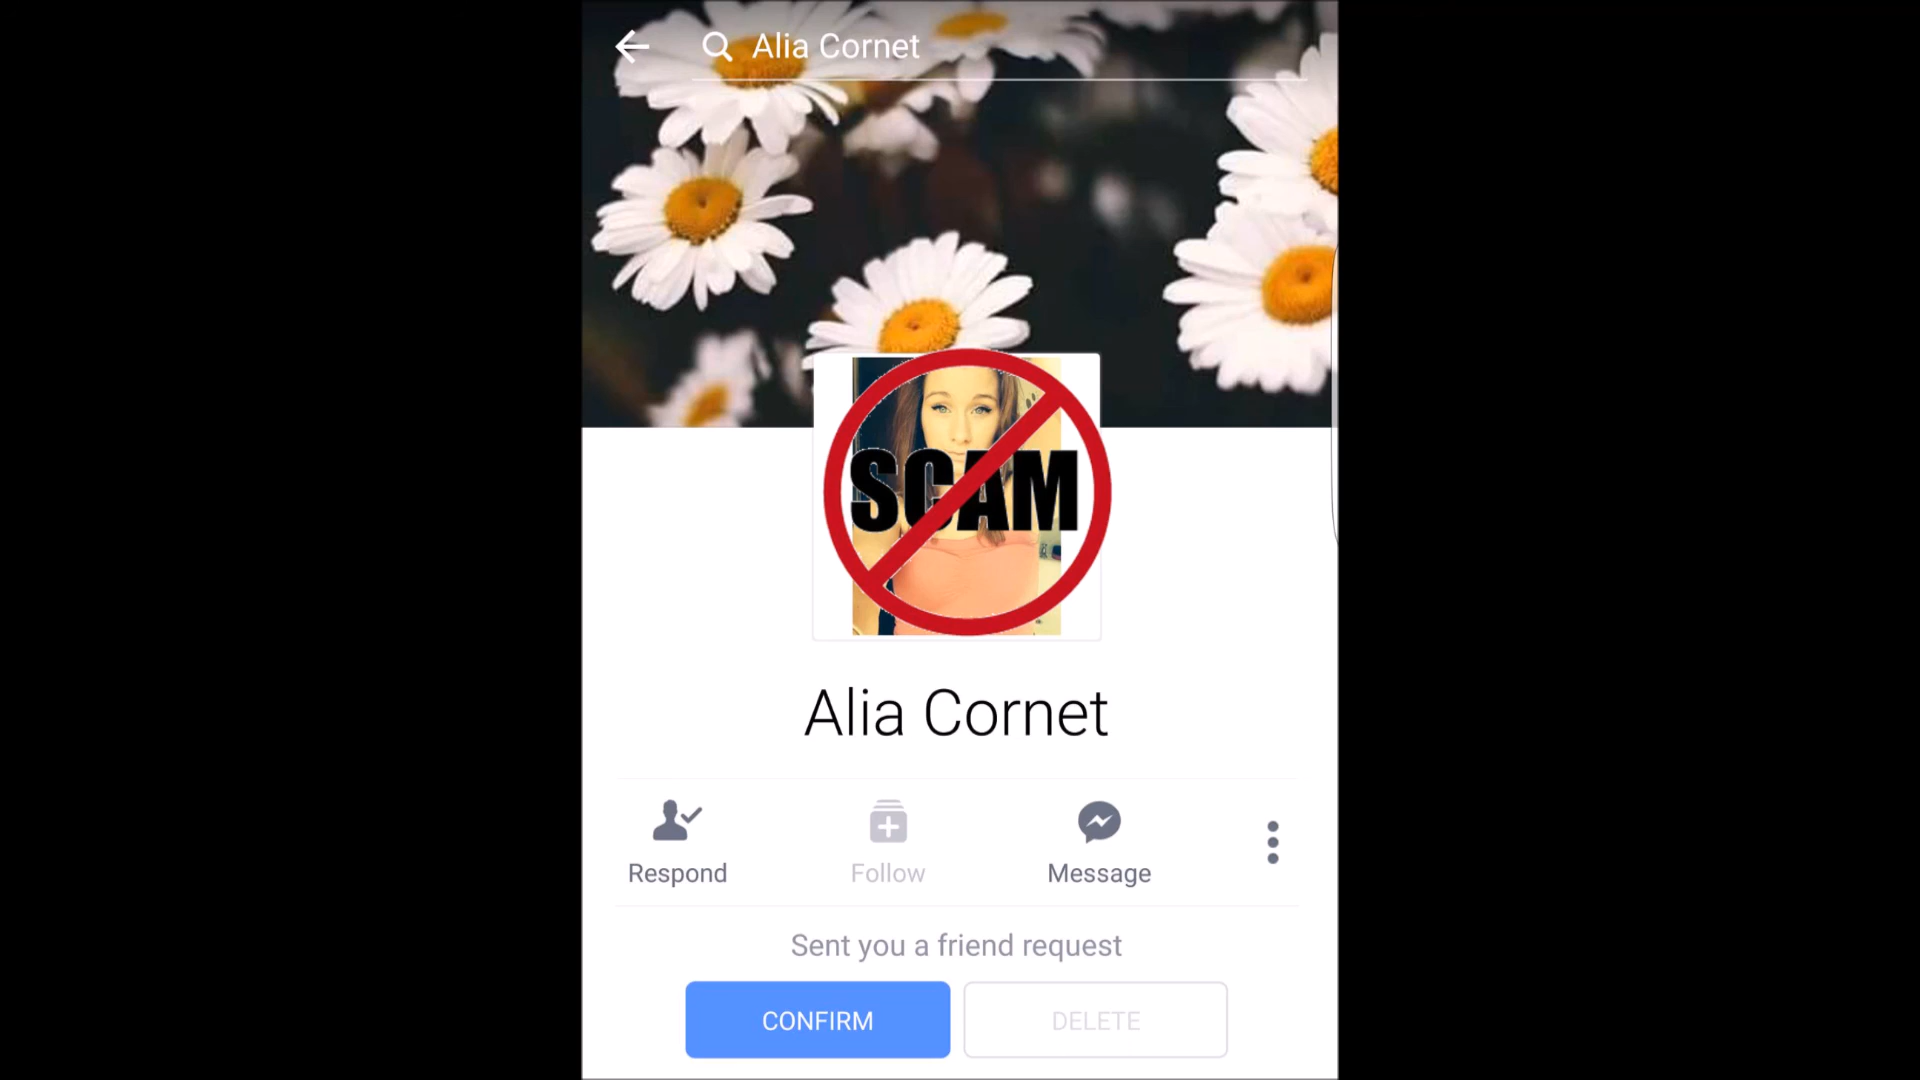 Alia Cornet
SCAM
Alia Cornet
Respond
Follow
Message
Sent you a friend request
CONFIRM
DELETE